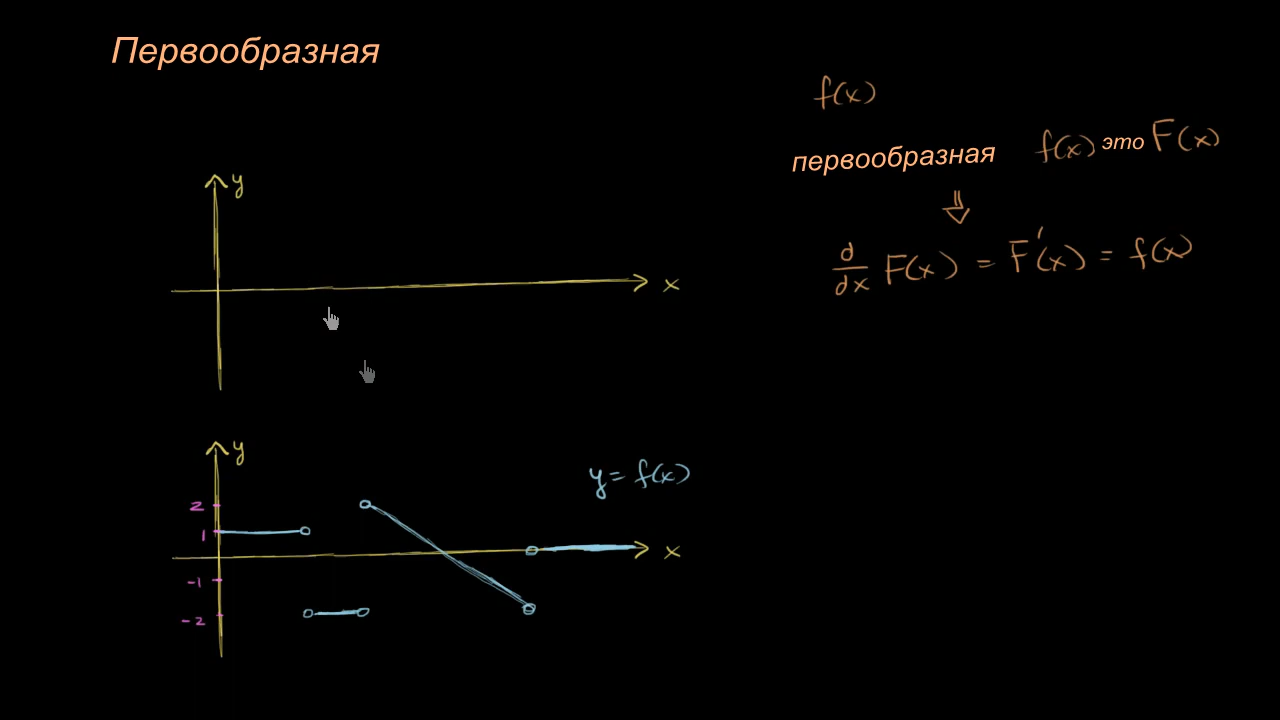 Первообразная
f(x)
первообразная f(x) это F(x)
⇓
d/dx F(x) = F'(x) = f(x)
y
x
y
y = f(x)
2
1
x
-1
-2